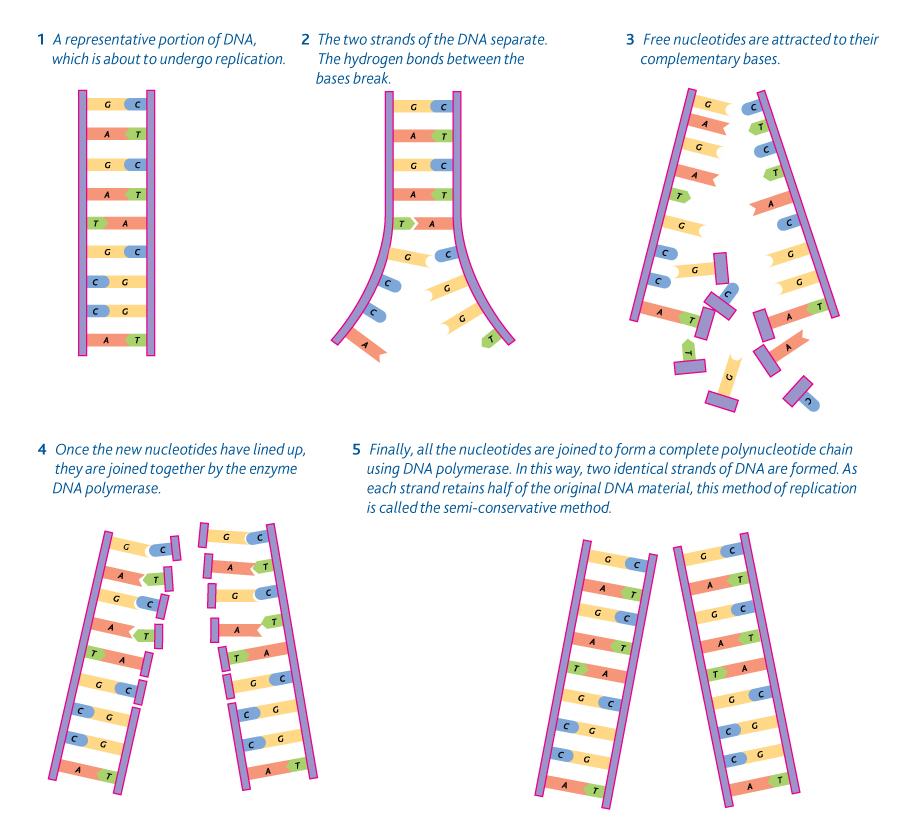 1 A representative portion of DNA,
which is about to undergo replication.
G C
A T
G C
A T
T A
G C
C G
C G
A T
2 The two strands of the DNA separate.
The hydrogen bonds between the
bases break.
G C
A T
G C
A T
T A
G C
C G
C G
A T
3 Free nucleotides are attracted to their
complementary bases.
G C
A T
G C
A T
T A
G C
C G G
C C G
A T A T
T A
G C
4 Once the new nucleotides have lined up,
they are joined together by the enzyme
DNA polymerase.
G C G C
A T A T
G C G C
A T A T
T A T A
G C G C
C G C G
C G C G
A T A T
5 Finally, all the nucleotides are joined to form a complete polynucleotide chain
using DNA polymerase. In this way, two identical strands of DNA are formed. As
each strand retains half of the original DNA material, this method of replication
is called the semi-conservative method.
G C G C
A T A T
G C G C
A T A T
T A T A
G C G C
C G C G
C G C G
A T A T